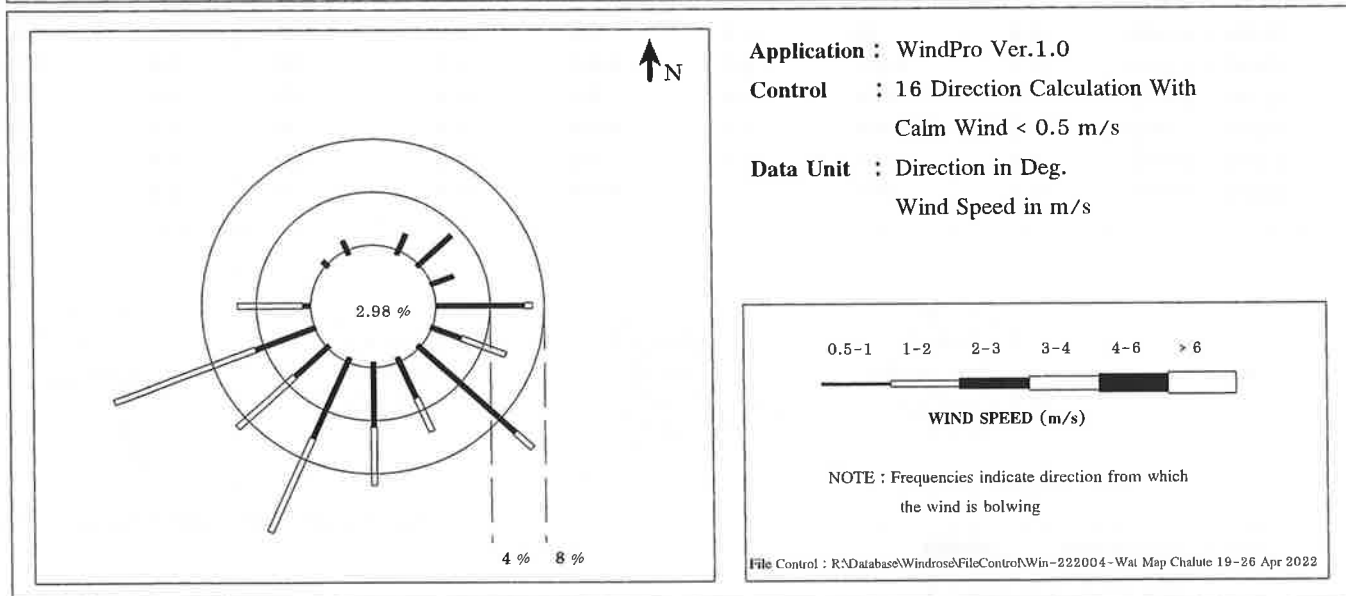 N
2.98 %
4 % 8 %
Application : WindPro Ver.1.0
Control : 16 Direction Calculation With
Calm Wind < 0.5 m/s
Data Unit : Direction in Deg.
Wind Speed in m/s
0.5-1 1-2 2-3 3-4 4-6 > 6
WIND SPEED (m/s)
NOTE : Frequencies indicate direction from which
the wind is bolwing
File Control : R:\Database\Windrose\FileControl\Win-222004-Wat Map Chalute 19-26 Apr 2022